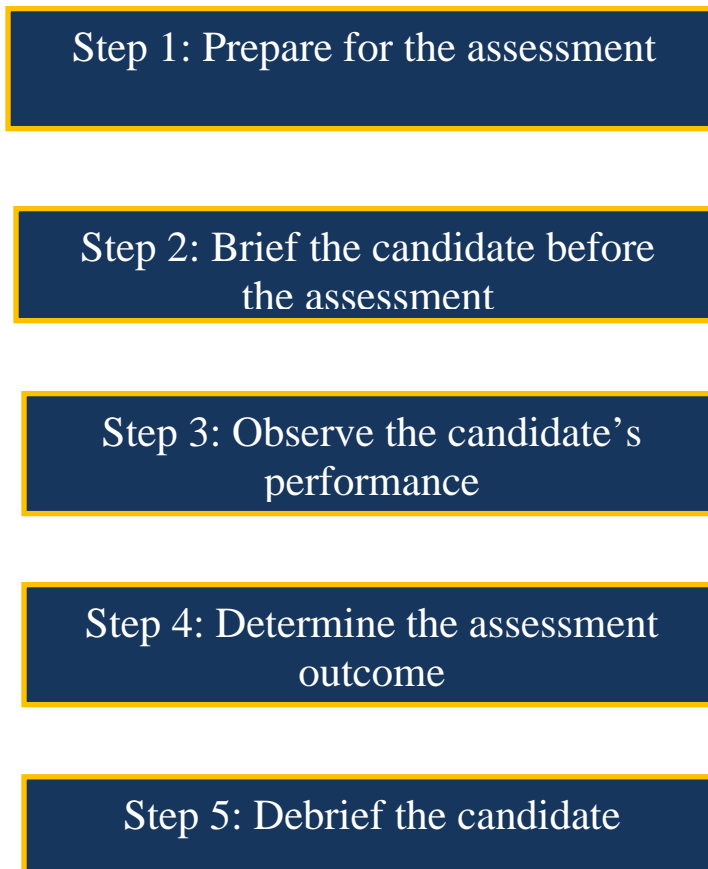 Step 1: Prepare for the assessment
Step 2: Brief the candidate before
the assessment
Step 3: Observe the candidate’s
performance
Step 4: Determine the assessment
outcome
Step 5: Debrief the candidate